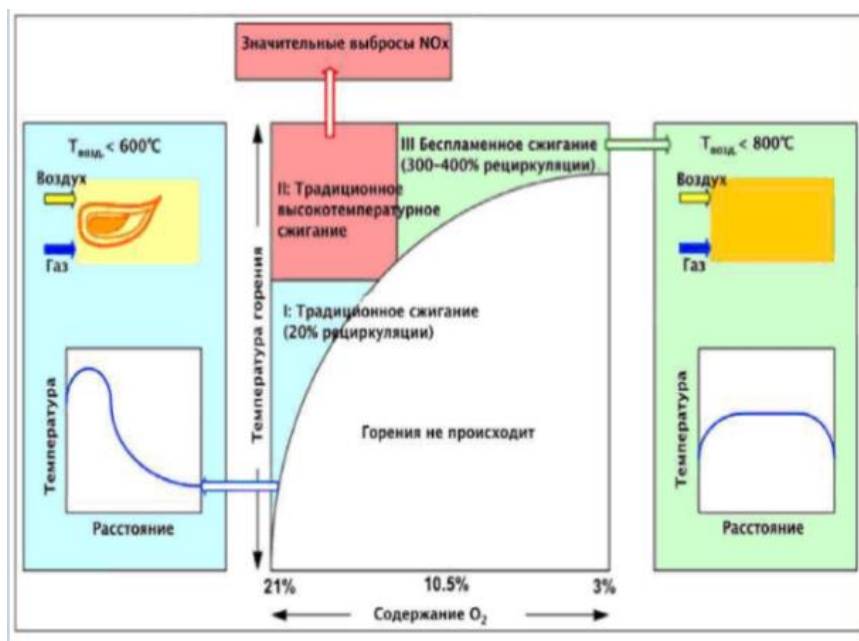 Значительные выбросы NOx
Tвозд. < 600℃
Воздух
Газ
Температура
Расстояние
Температура горения
II: Традиционное
высокотемпературное
сжигание
III Беспламенное сжигание
(300-400% рециркуляции)
I: Традиционное сжигание
(20% рециркуляции)
Горения не происходит
21%
10.5%
3%
Содержание O₂
Tвозд. < 800℃
Воздух
Газ
Температура
Расстояние